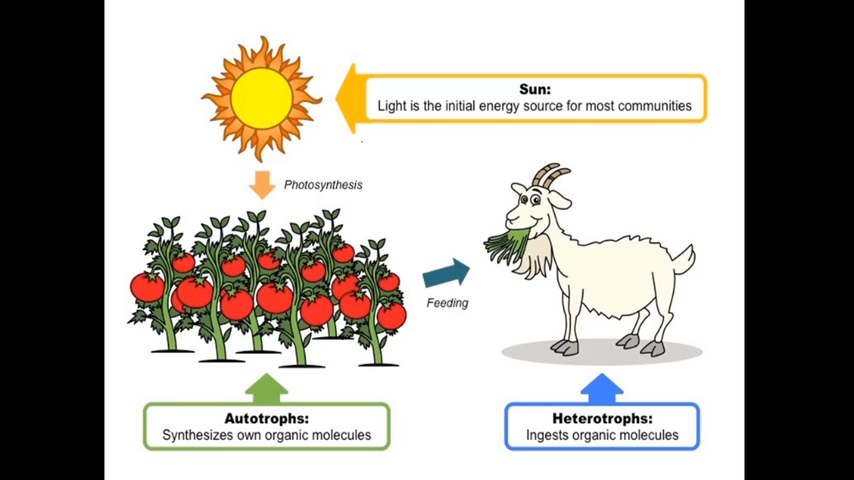 Sun:
Light is the initial energy source for most communities
Photosynthesis
Feeding
Autotrophs:
Synthesizes own organic molecules
Heterotrophs:
Ingests organic molecules